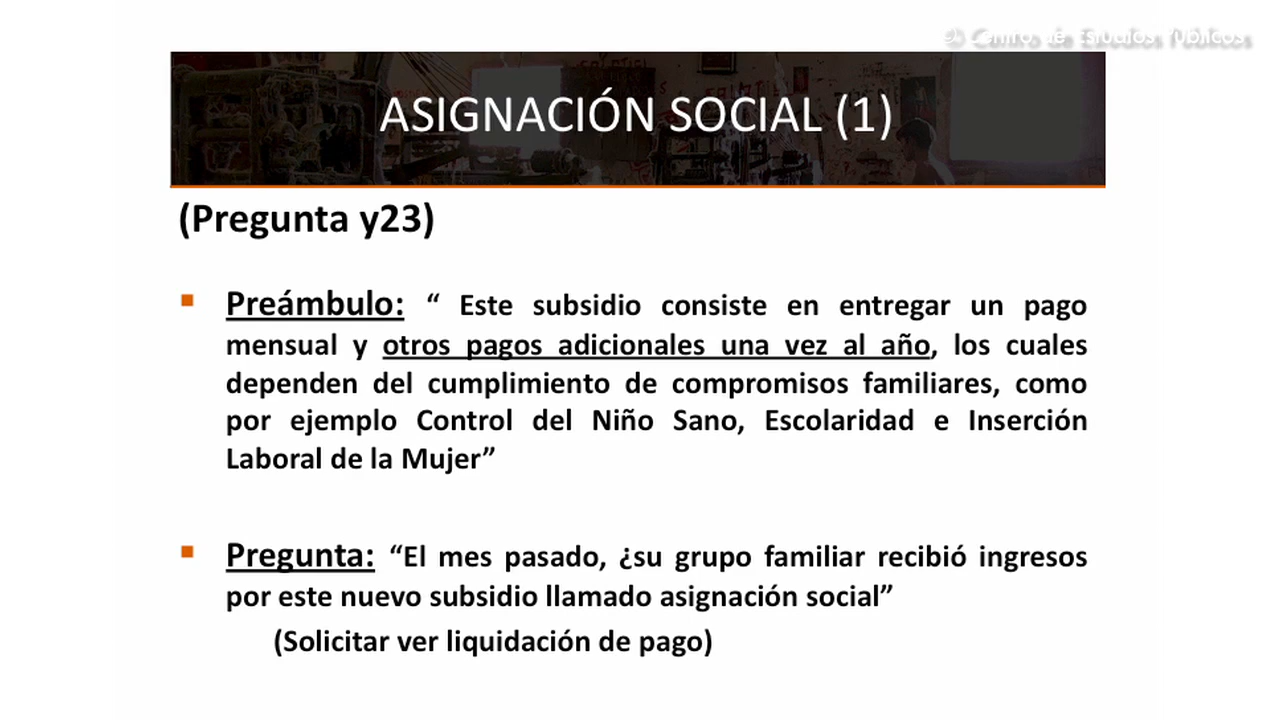 © Centro de Estudios Públicos
ASIGNACIÓN SOCIAL (1)
(Pregunta y23)
▪ Preámbulo: “ Este subsidio consiste en entregar un pago
mensual y otros pagos adicionales una vez al año, los cuales
dependen del cumplimiento de compromisos familiares, como
por ejemplo Control del Niño Sano, Escolaridad e Inserción
Laboral de la Mujer”
▪ Pregunta: “El mes pasado, ¿su grupo familiar recibió ingresos
por este nuevo subsidio llamado asignación social”
(Solicitar ver liquidación de pago)